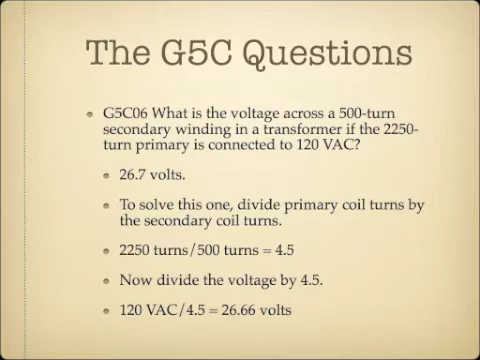 The G5C Questions
G5C06 What is the voltage across a 500-turn
secondary winding in a transformer if the 2250-
turn primary is connected to 120 VAC?
26.7 volts.
To solve this one, divide primary coil turns by
the secondary coil turns.
2250 turns/500 turns = 4.5
Now divide the voltage by 4.5.
120 VAC/4.5 = 26.66 volts